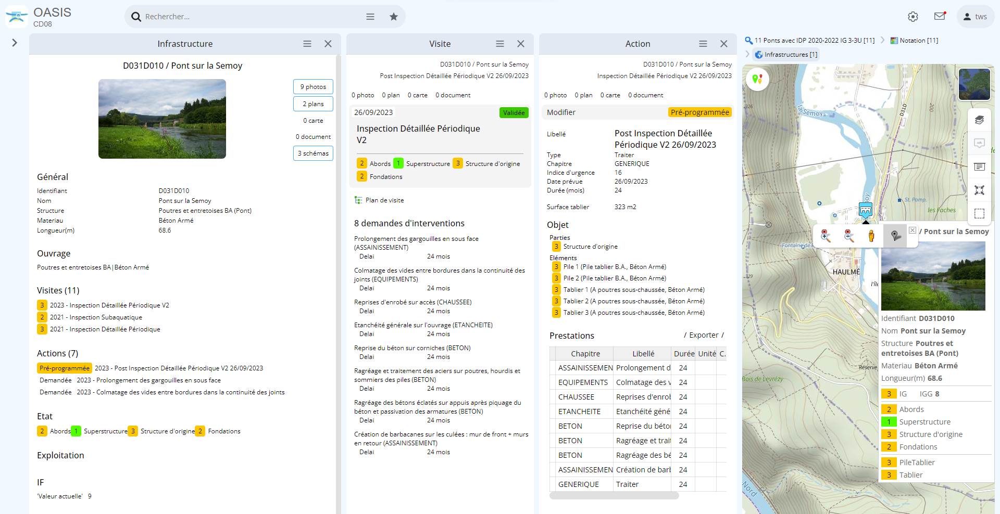 OASIS
CD08
Rechercher...
tws
Infrastructure
D031D010 / Pont sur la Semoy
9 photos
2 plans
0 carte
0 document
3 schémas
Général
Identifiant D031D010
Nom Pont sur la Semoy
Structure Poutres et entretoises BA (Pont)
Materiau Béton Armé
Longueur(m) 68.6
Ouvrage
Poutres et entretoises BA|Béton Armé
Visites (11)
3 2023 - Inspection Détaillée Périodique V2
2 2021 - Inspection Subaquatique
3 2021 - Inspection Détaillée Périodique
Actions (7)
Pré-programmée 2023 - Post Inspection Détaillée Périodique V2 26/09/2023
Demandée 2023 - Prolongement des gargouilles en sous face
Demandée 2023 - Colmatage des vides entre bordures dans la continuité des joints
Etat
2 Abords 1 Superstructure 3 Structure d'origine 2 Fondations
Exploitation
IF
'Valeur actuelle' 9
Visite
D031D010 / Pont sur la Semoy
Post Inspection Détaillée Périodique V2 26/09/2023
0 photo 0 plan 0 carte 0 document
26/09/2023 Validée
Inspection Détaillée Périodique
V2
2 Abords 1 Superstructure 3 Structure d'origine
2 Fondations
Plan de visite
8 demandes d'interventions
Prolongement des gargouilles en sous face
(ASSAINISSEMENT)
Delai 24 mois
Colmatage des vides entre bordures dans la continuité des
joints (EQUIPEMENTS)
Delai 24 mois
Reprises d'enrobé sur accès (CHAUSSEE)
Delai 24 mois
Etanchéité générale sur l'ouvrage (ETANCHEITE)
Delai 24 mois
Reprise du béton sur corniches (BETON)
Delai 24 mois
Ragréage et traitement des aciers sur poutres, hourdis et
sommiers des piles (BETON)
Delai 24 mois
Ragréage des bétons éclatés sur appuis après piquage du
béton et passivation des armatures (BETON)
Delai 24 mois
Création de barbacanes sur les culées : mur de front + murs
en retour (ASSAINISSEMENT)
Delai 24 mois
Action
D031D010 / Pont sur la Semoy
Inspection Détaillée Périodique V2 26/09/2023
0 photo 0 plan 0 carte 0 document
Modifier Pré-programmée
Libellé Post Inspection Détaillée
Périodique V2 26/09/2023
Type Traiter
Chapitre GENERIQUE
Indice d'urgence 16
Date prévue 26/09/2023
Durée (mois) 24
Surface tablier 323 m2
Objet
Parties
3 Structure d'origine
Eléments
3 Pile 1 (Pile tablier B.A., Béton Armé)
3 Pile 2 (Pile tablier B.A., Béton Armé)
3 Tablier 1 (A poutres sous-chaussée, Béton Armé)
3 Tablier 2 (A poutres sous-chaussée, Béton Armé)
3 Tablier 3 (A poutres sous-chaussée, Béton Armé)
Prestations / Exporter /
Chapitre Libellé Durée Unité C.
ASSAINISSEMEN Prolongement d 24
EQUIPEMENTS Colmatage des v 24
CHAUSSEE Reprises d'enrob 24
ETANCHEITE Etanchéité géné 24
BETON Reprise du béto 24
BETON Ragréage et trait 24
BETON Ragréage des bé 24
ASSAINISSEMEN Création de barb 24
GENERIQUE Traiter 24
11 Ponts avec IDP 2020-2022 IG 3-3U [11] Notation [11]
Infrastructures [1]
la Semoy
D31D
200
326
200
St. Pomp.
les Faches
Fontaine de
HAULMÉ
329
l'Île
Réserve
Bois de Levrézy
Nord
/ Pont sur la Semoy
Identifiant D031D010
Nom Pont sur la Semoy
Structure Poutres et
entretoises BA (Pont)
Materiau Béton Armé
Longueur(m) 68.6
3 IG IGG 8
2 Abords
1 Superstructure
3 Structure d'origine
2 Fondations
3 PileTablier
3 Tablier